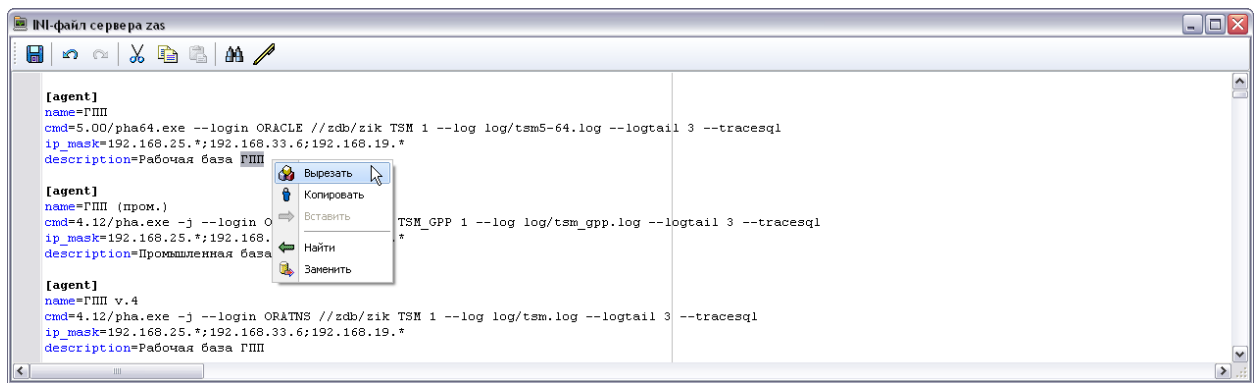 INI-файл сервера zas
[agent]
name=ГПП
cmd=5.00/pha64.exe --login ORACLE //zdb/zik TSM 1 --log log/tsm5-64.log --logtail 3 --tracesql
ip_mask=192.168.25.*;192.168.33.6;192.168.19.*
description=Рабочая база ГПП
Вырезать
[agent]
Копировать
name=ГПП (пром.)
Вставить
cmd=4.12/pha.exe -j --login O TSM_GPP 1 --log log/tsm_gpp.log --logtail 3 --tracesql
ip_mask=192.168.25.*;192.168. *
Найти
description=Промышленная база
Заменить
[agent]
name=ГПП v.4
cmd=4.12/pha.exe -j --login ORATNS //zdb/zik TSM 1 --log log/tsm.log --logtail 3 --tracesql
ip_mask=192.168.25.*;192.168.33.6;192.168.19.*
description=Рабочая база ГПП